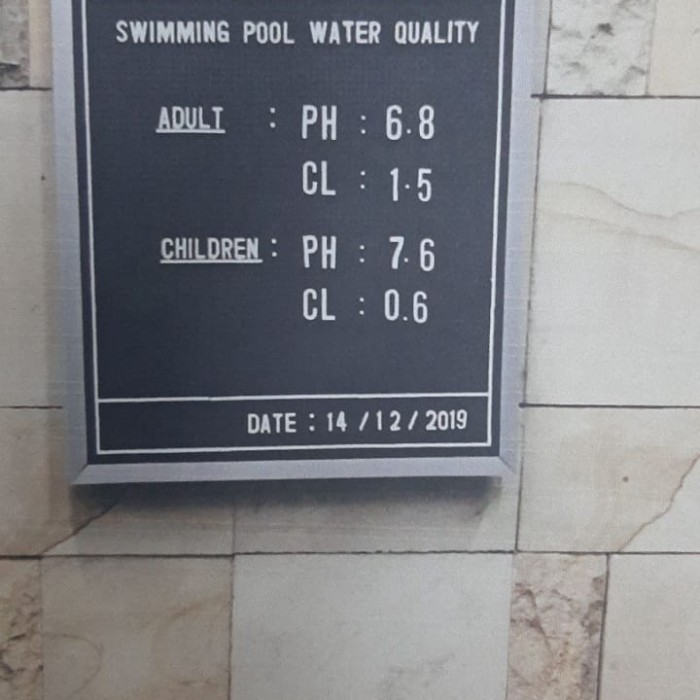 SWIMMING POOL WATER QUALITY
ADULT : PH : 6.8
CL : 1.5
CHILDREN : PH : 7.6
CL : 0.6
DATE : 14 /12/ 2019